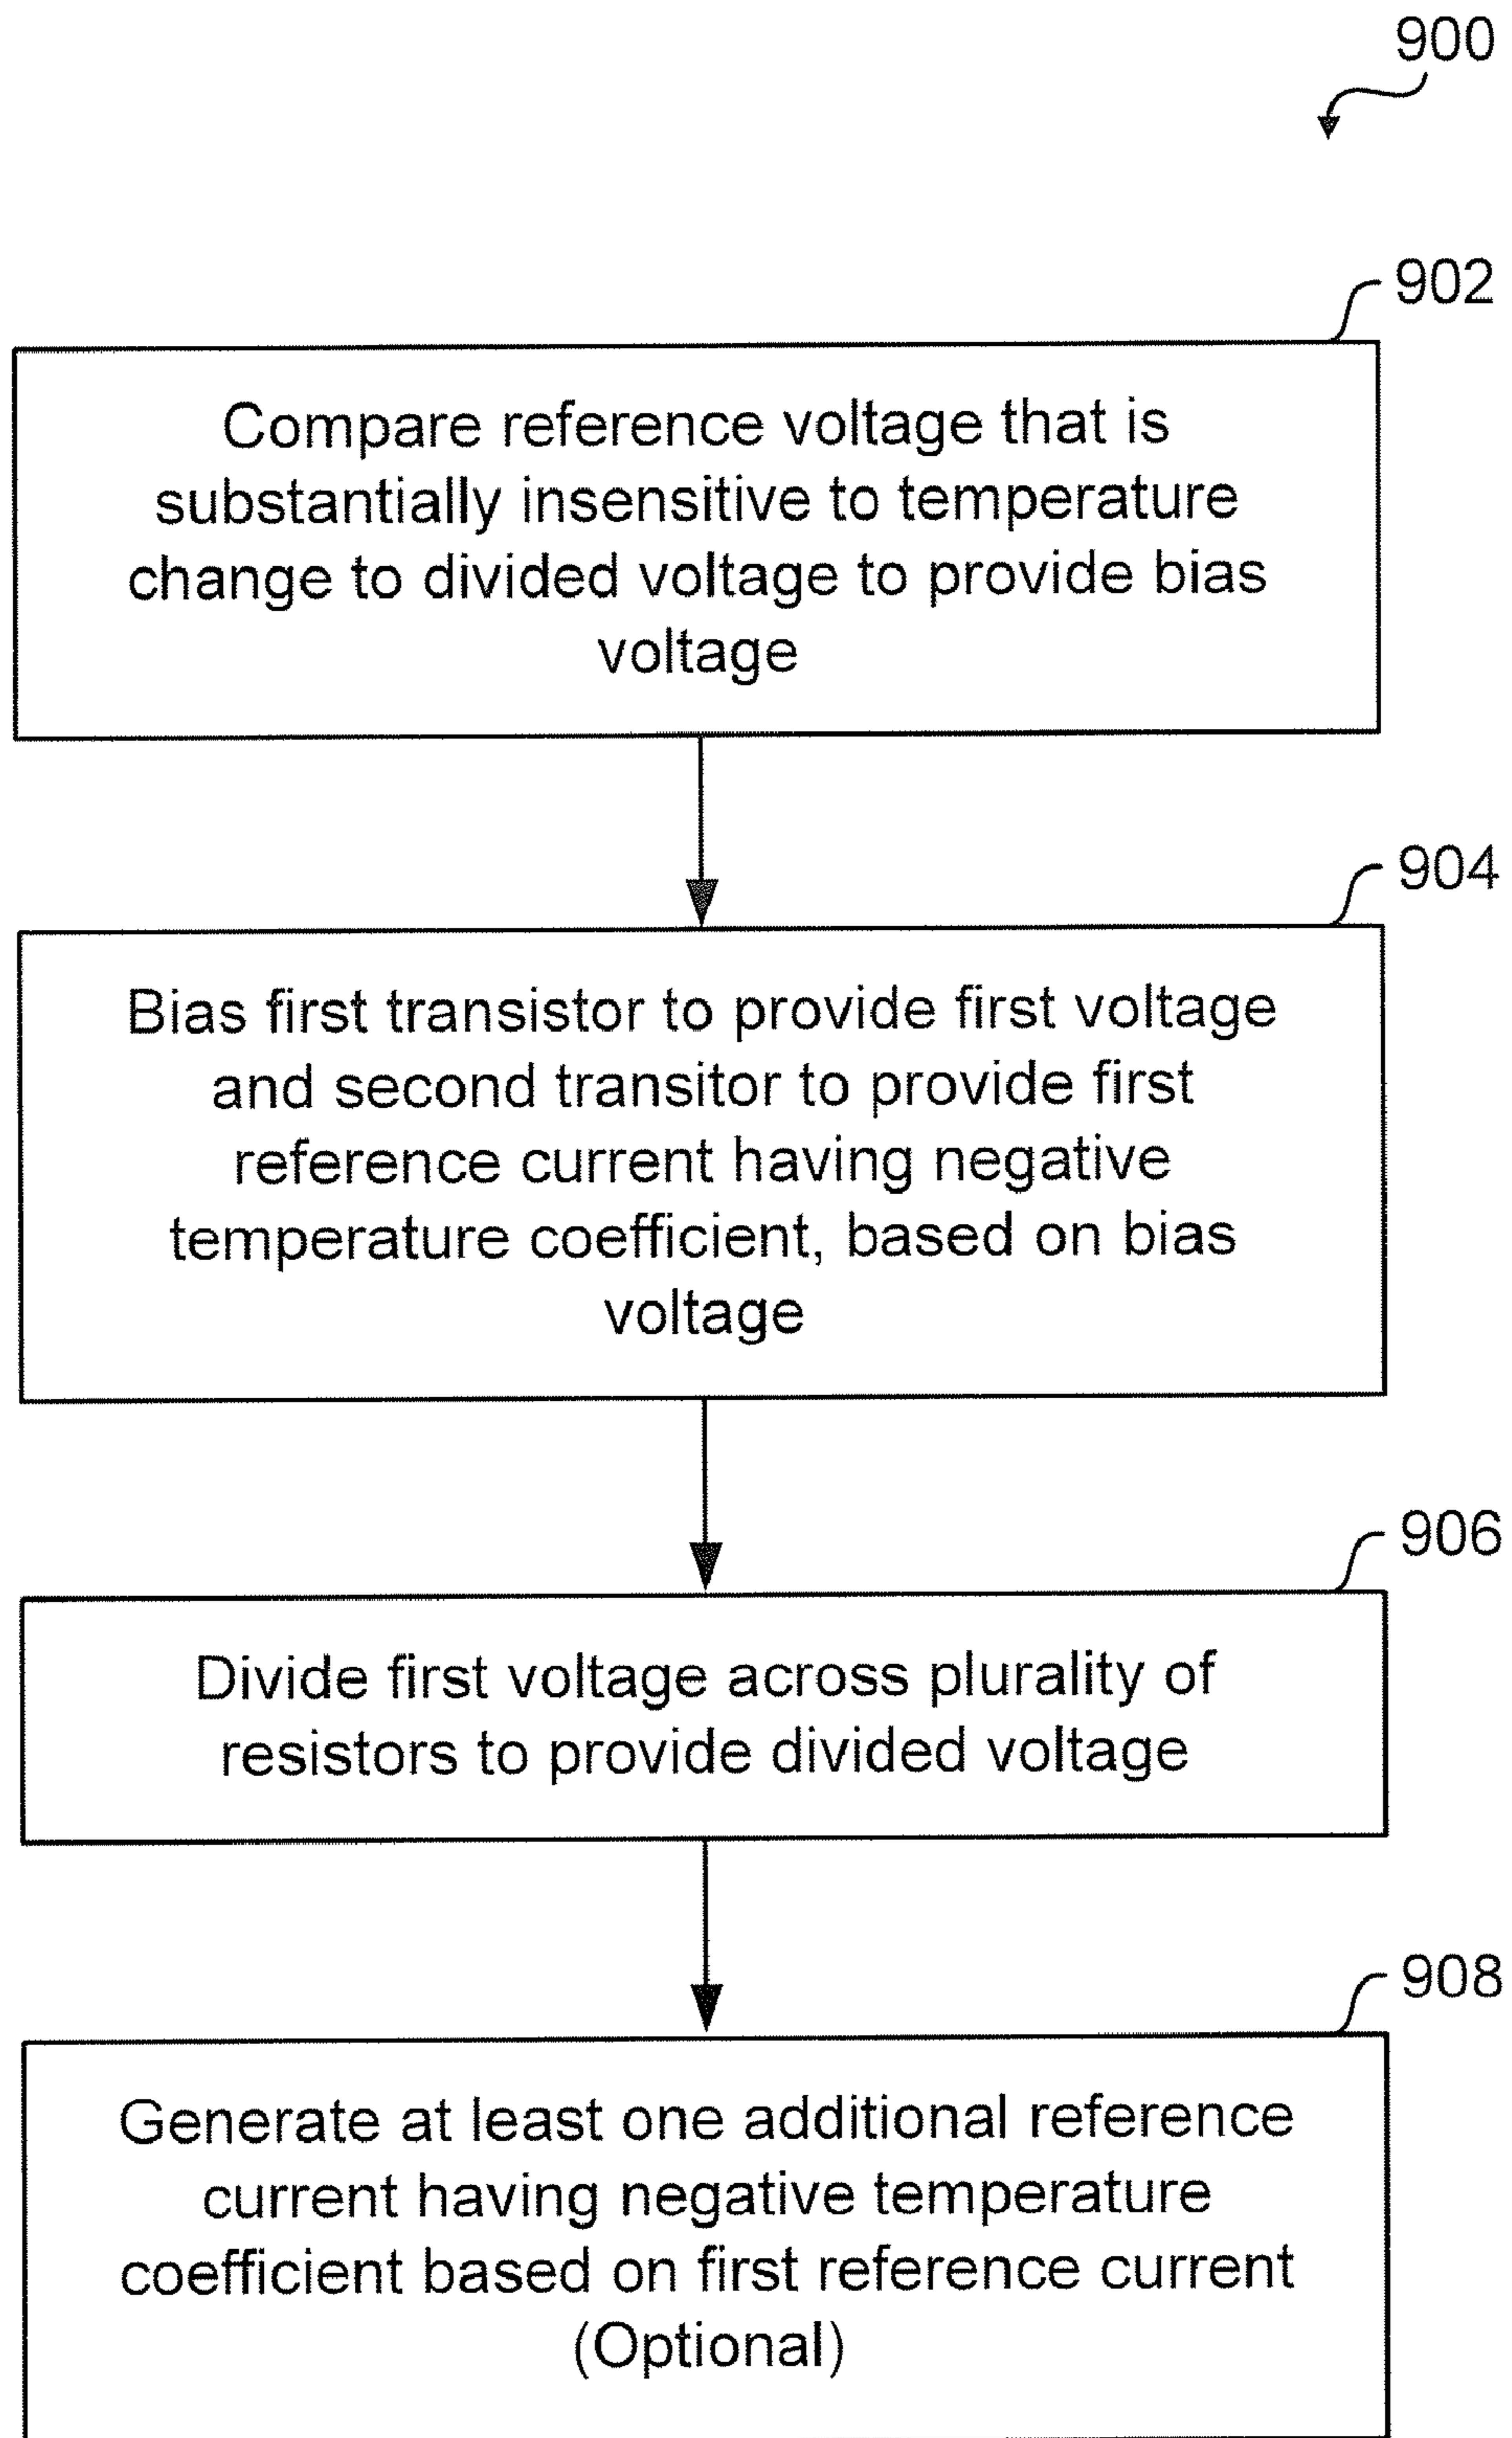 900
902
Compare reference voltage that is
substantially insensitive to temperature
change to divided voltage to provide bias
voltage
904
Bias first transistor to provide first voltage
and second transitor to provide first
reference current having negative
temperature coefficient, based on bias
voltage
906
Divide first voltage across plurality of
resistors to provide divided voltage
908
Generate at least one additional reference
current having negative temperature
coefficient based on first reference current
(Optional)